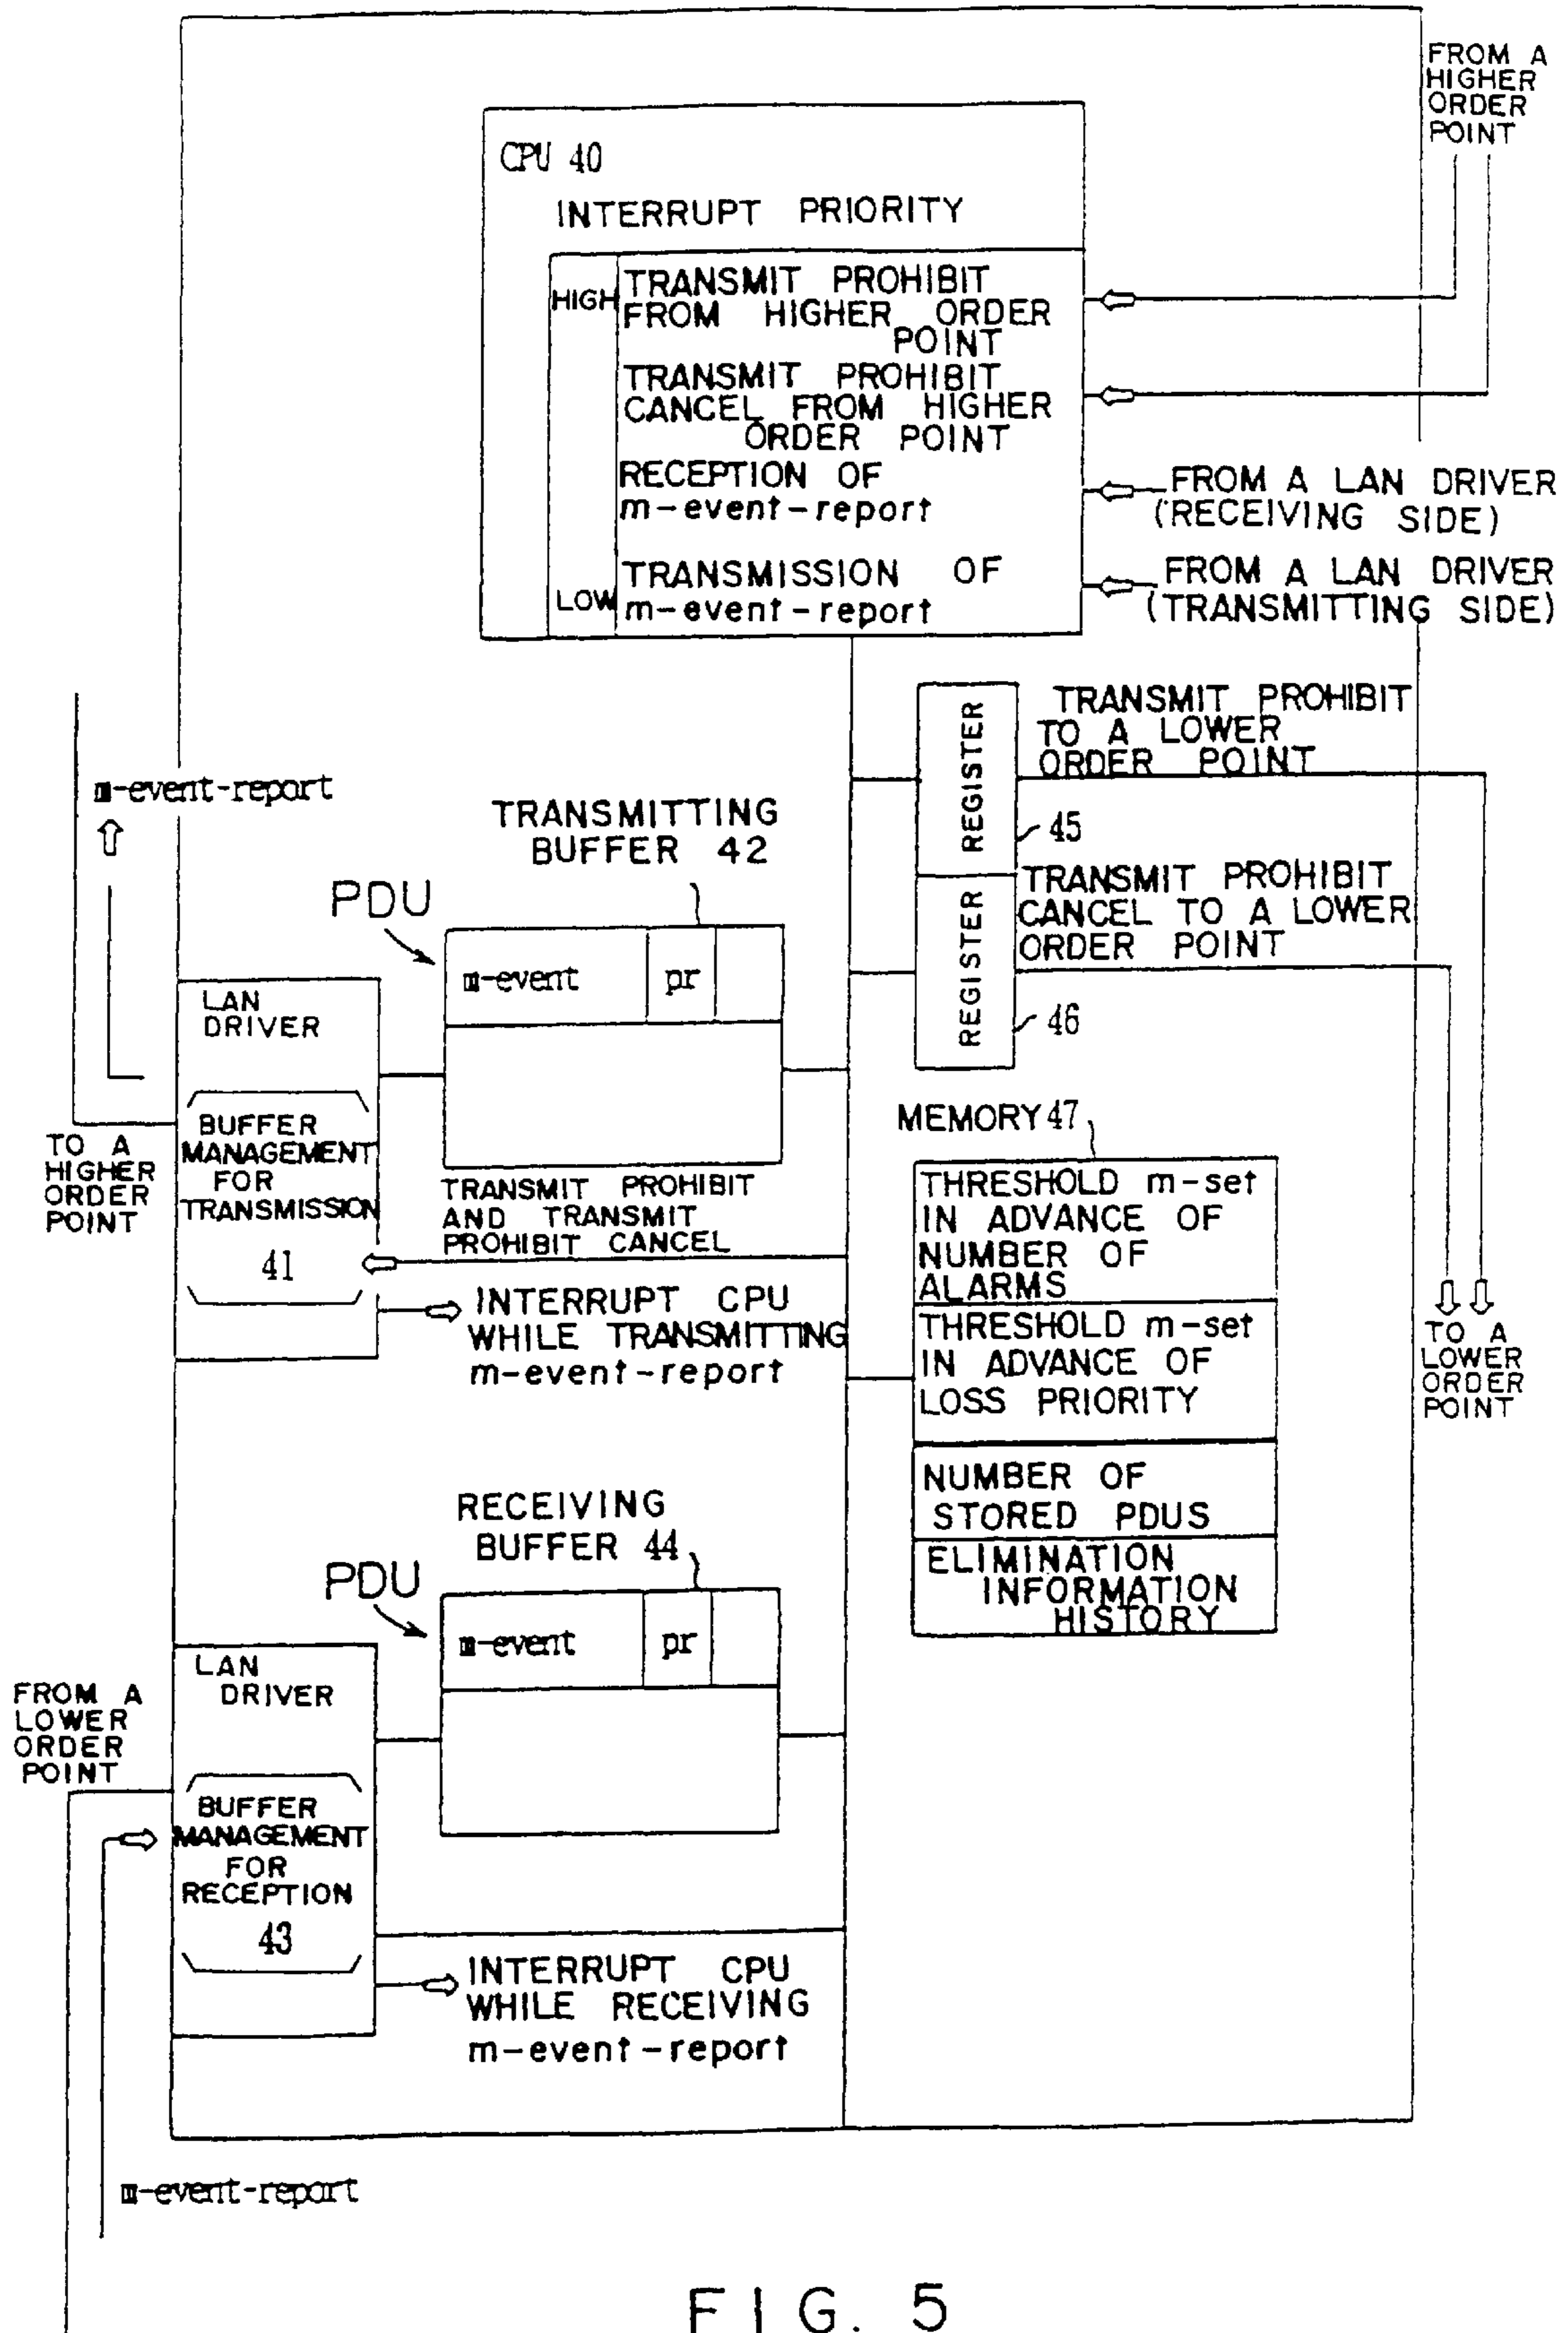 FROM A
HIGHER
ORDER
POINT
CPU 40
INTERRUPT PRIORITY
HIGH
TRANSMIT PROHIBIT
FROM HIGHER ORDER
POINT
TRANSMIT PROHIBIT
CANCEL FROM HIGHER
ORDER POINT
RECEPTION OF
m-event-report
TRANSMISSION OF
LOW
m-event-report
FROM A LAN DRIVER
(RECEIVING SIDE)
FROM A LAN DRIVER
(TRANSMITTING SIDE)
REGISTER
TRANSMIT PROHIBIT
TO A LOWER
ORDER POINT
45
REGISTER
TRANSMIT PROHIBIT
CANCEL TO A LOWER
ORDER POINT
46
m-event-report
TRANSMITTING
BUFFER 42
PDU
m-event pr
LAN
DRIVER
BUFFER
MANAGEMENT
FOR
TRANSMISSION
41
TO A
HIGHER
ORDER
POINT
TRANSMIT PROHIBIT
AND TRANSMIT
PROHIBIT CANCEL
INTERRUPT CPU
WHILE TRANSMITTING
m-event-report
MEMORY 47
THRESHOLD m-set
IN ADVANCE OF
NUMBER OF
ALARMS
THRESHOLD m-set
IN ADVANCE OF
LOSS PRIORITY
NUMBER OF
STORED PDUS
ELIMINATION
INFORMATION
HISTORY
TO A
LOWER
ORDER
POINT
RECEIVING
BUFFER 44
PDU
m-event pr
LAN
DRIVER
BUFFER
MANAGEMENT
FOR
RECEPTION
43
FROM A
LOWER
ORDER
POINT
INTERRUPT CPU
WHILE RECEIVING
m-event-report
m-event-report
FIG. 5